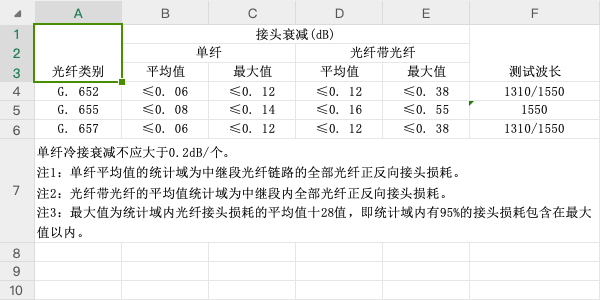 A B C D E F
1 接头衰减(dB)
2 单纤 光纤带光纤
3 光纤类别 平均值 最大值 平均值 最大值 测试波长
4 G. 652 ≤0. 06 ≤0. 12 ≤0. 12 ≤0. 38 1310/1550
5 G. 655 ≤0. 08 ≤0. 14 ≤0. 16 ≤0. 55 1550
6 G. 657 ≤0. 06 ≤0. 12 ≤0. 12 ≤0. 38 1310/1550
单纤冷接衰减不应大于0.2dB/个。
注1：单纤平均值的统计域为中继段光纤链路的全部光纤正反向接头损耗。
7 注2：光纤带光纤的平均值统计域为中继段内全部光纤正反向接头损耗。
注3：最大值为统计域内光纤接头损耗的平均值十28值，即统计域内有95%的接头损耗包含在最大
值以内。
8
9
10